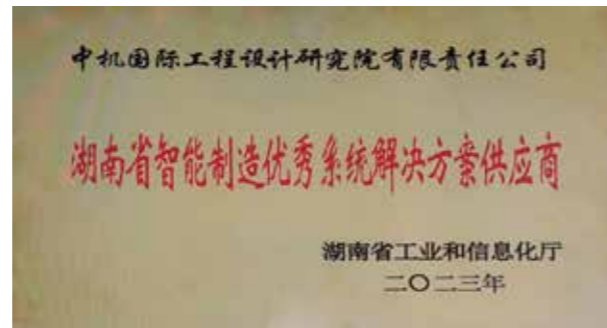 中机国际工程设计研究院有限责任公司
湖南省智能制造优秀系统解决方案供应商
湖南省工业和信息化厅
二〇二三年